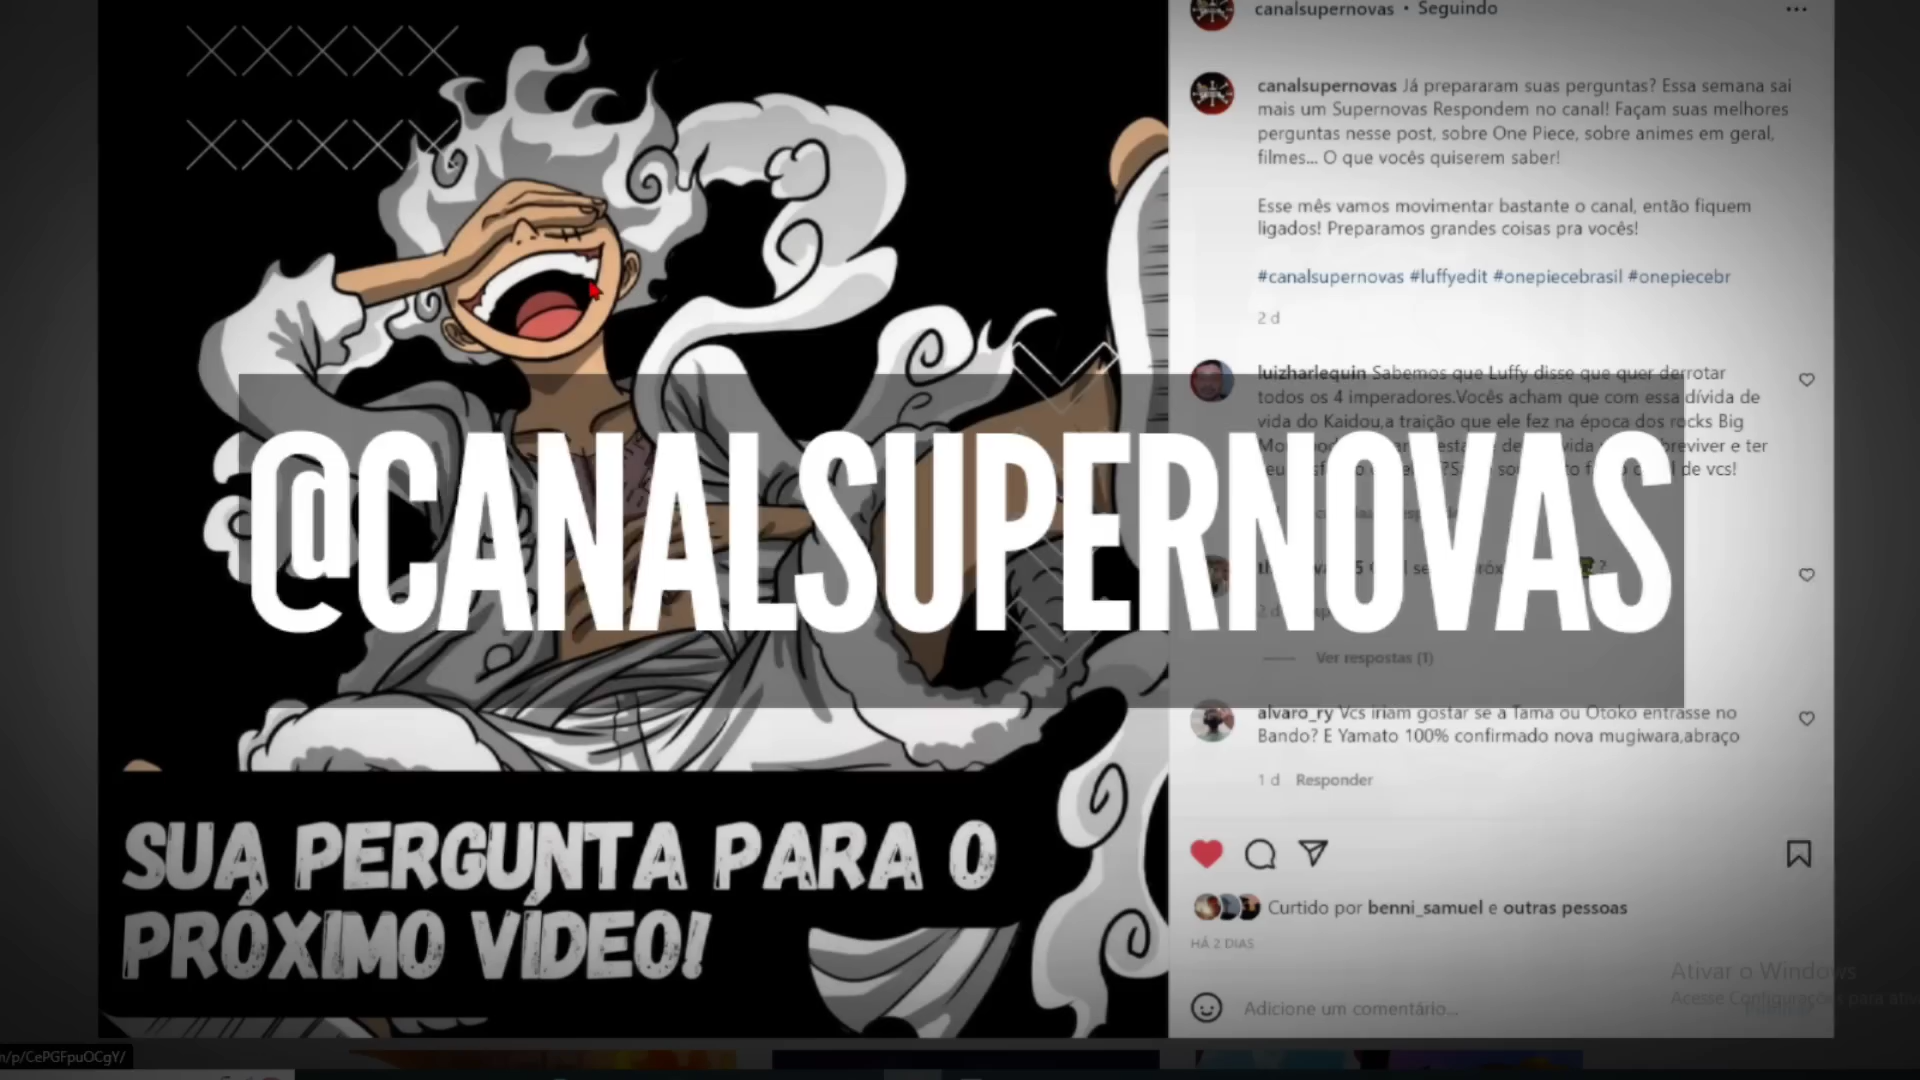 canalsupernovas • Seguindo
canalsupernovas Já prepararam suas perguntas? Essa semana sai
mais um Supernovas Respondem no canal! Façam suas melhores
perguntas nesse post, sobre One Piece, sobre animes em geral,
filmes... O que vocês quiserem saber!
Esse mês vamos movimentar bastante o canal, então fiquem
ligados! Preparamos grandes coisas pra vocês!
#canalsupernovas #luffyedit #onepiecebrasil #onepiecebr
2 d
luizharlequin Sabemos que Luffy disse que quer derrotar
todos os 4 imperadores.Vocês acham que com essa dívida de
vida do Kaidou,a traição que ele fez na época dos rocks Big
de vcs!
@CANALSUPERNOVAS
Ver respostas (1)
alvaro_ry Vcs iriam gostar se a Tama ou Otoko entrasse no
Bando? E Yamato 100% confirmado nova mugiwara,abraço
1 d Responder
SUA PERGUNTA PARA O
PRÓXIMO VÍDEO!
Curtido por benni_samuel e outras pessoas
HÁ 2 DIAS
Adicione um comentário...
Ativar o Windows
Acesse Configurações para
m/p/CePGFpuOCgY/